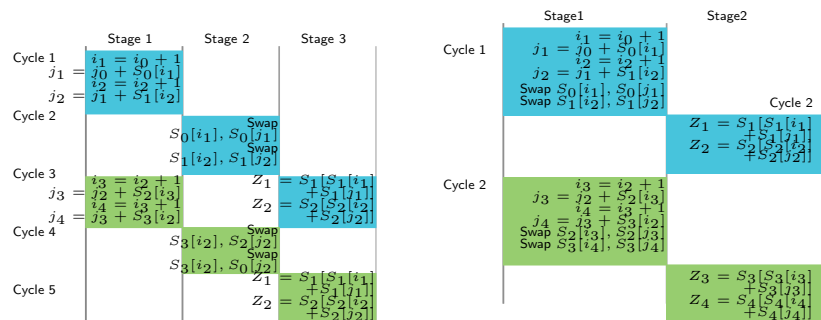 Stage 1
Stage 2
Stage 3
Cycle 1
i1 = i0 + 1
j1 = j0 + S0[i1]
i2 = i2 + 1
j2 = j1 + S1[i2]
Cycle 2
Swap
S0[i1], S0[j1]
Swap
S1[i2], S1[j2]
Cycle 3
i3 = i2 + 1
j3 = j2 + S2[i3]
i4 = i3 + 1
j4 = j3 + S3[i2]
Z1 = S1[S1[i1]
+S1[j1]]
Z2 = S2[S2[i2]
+S2[j2]]
Cycle 4
Swap
S3[i2], S2[j2]
Swap
S3[i2], S0[j2]
Cycle 5
Z1 = S1[S1[i1]
+S1[j1]]
Z2 = S2[S2[i2]
+S2[j2]]
Stage1
Stage2
Cycle 1
i1 = i0 + 1
j1 = j0 + S0[i1]
i2 = i2 + 1
j2 = j1 + S1[i2]
Swap S0[i1], S0[j1]
Swap S1[i2], S1[j2]
Cycle 2
Z1 = S1[S1[i1]
+S1[j1],
Z2 = S2[S2[i2]
+S2[j2]]
Cycle 2
i3 = i2 + 1
j3 = j2 + S2[i3]
i4 = i3 + 1
j4 = j3 + S3[i2]
Swap S2[i3], S2[j3]
Swap S3[i4], S3[j4]
Z3 = S3[S3[i3]
+S3[j3]]
Z4 = S4[S4[i4]
+S4[j4]]